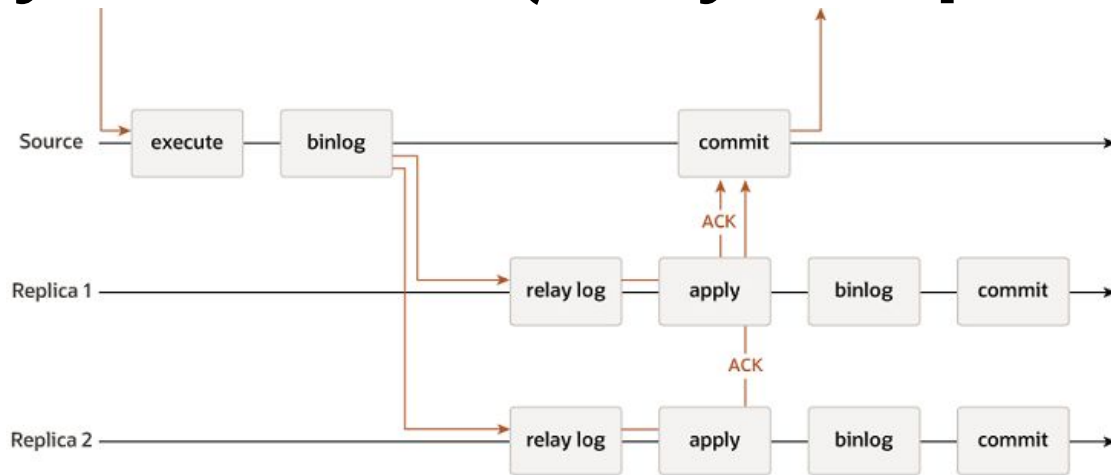 Source execute binlog commit
ACK
Replica 1 relay log apply binlog commit
ACK
Replica 2 relay log apply binlog commit